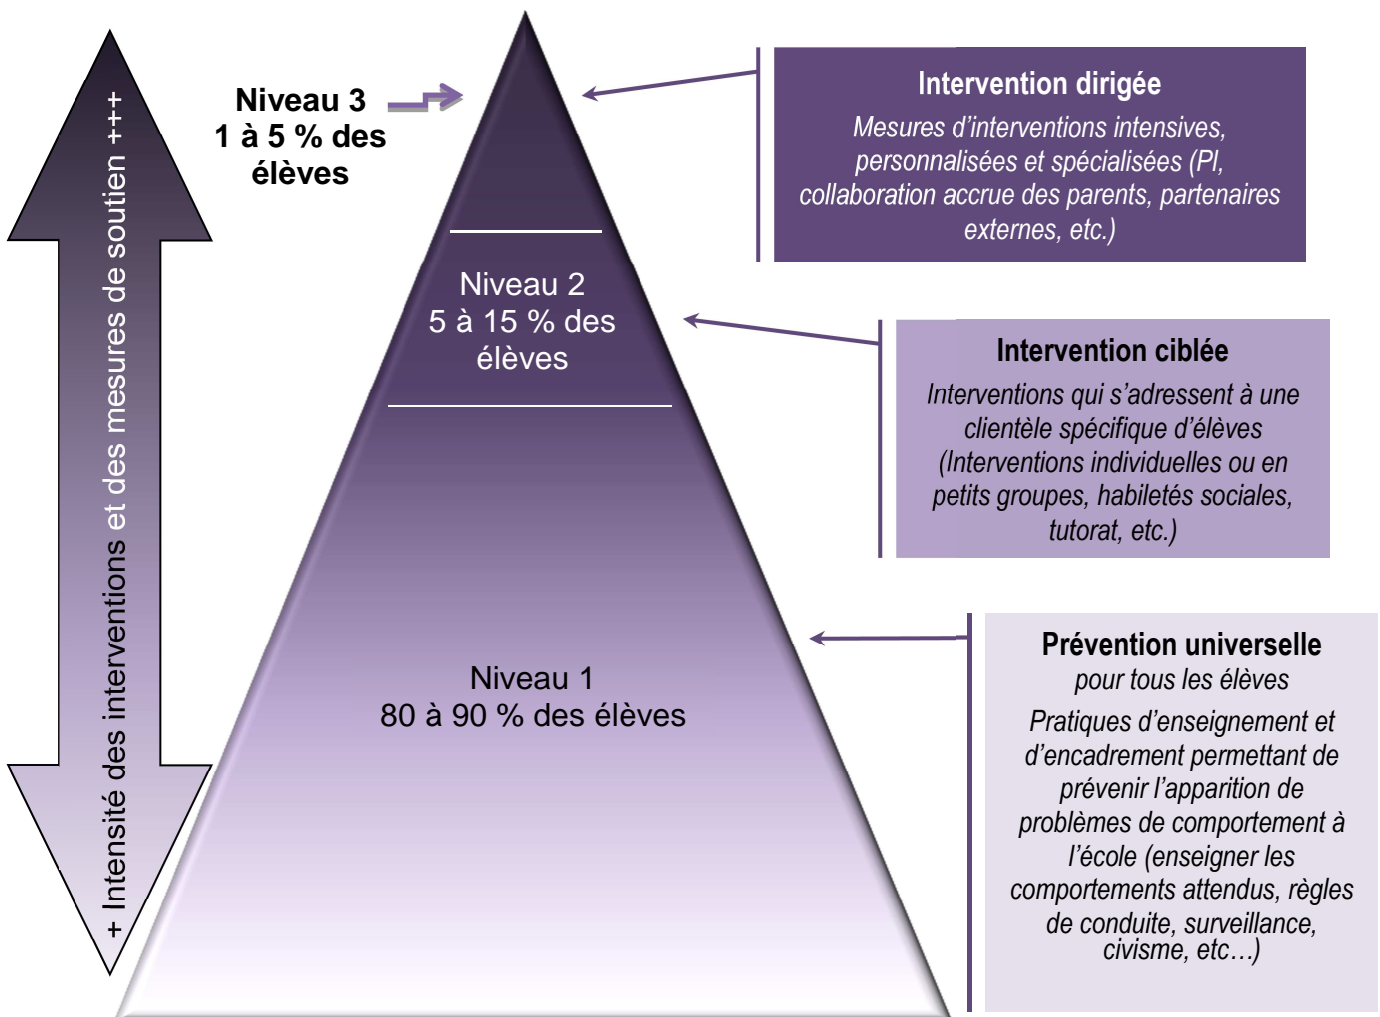 + Intensité des interventions et des mesures de soutien +++
Niveau 3
1 à 5 % des
élèves
Intervention dirigée
Mesures d’interventions intensives,
personnalisées et spécialisées (PI,
collaboration accrue des parents, partenaires
externes, etc.)
Niveau 2
5 à 15 % des
élèves
Intervention ciblée
Interventions qui s’adressent à une
clientèle spécifique d’élèves
(Interventions individuelles ou en
petits groupes, habiletés sociales,
tutorat, etc.)
Niveau 1
80 à 90 % des élèves
Prévention universelle
pour tous les élèves
Pratiques d’enseignement et
d’encadrement permettant de
prévenir l’apparition de
problèmes de comportement à
l’école (enseigner les
comportements attendus, règles
de conduite, surveillance,
civisme, etc…)